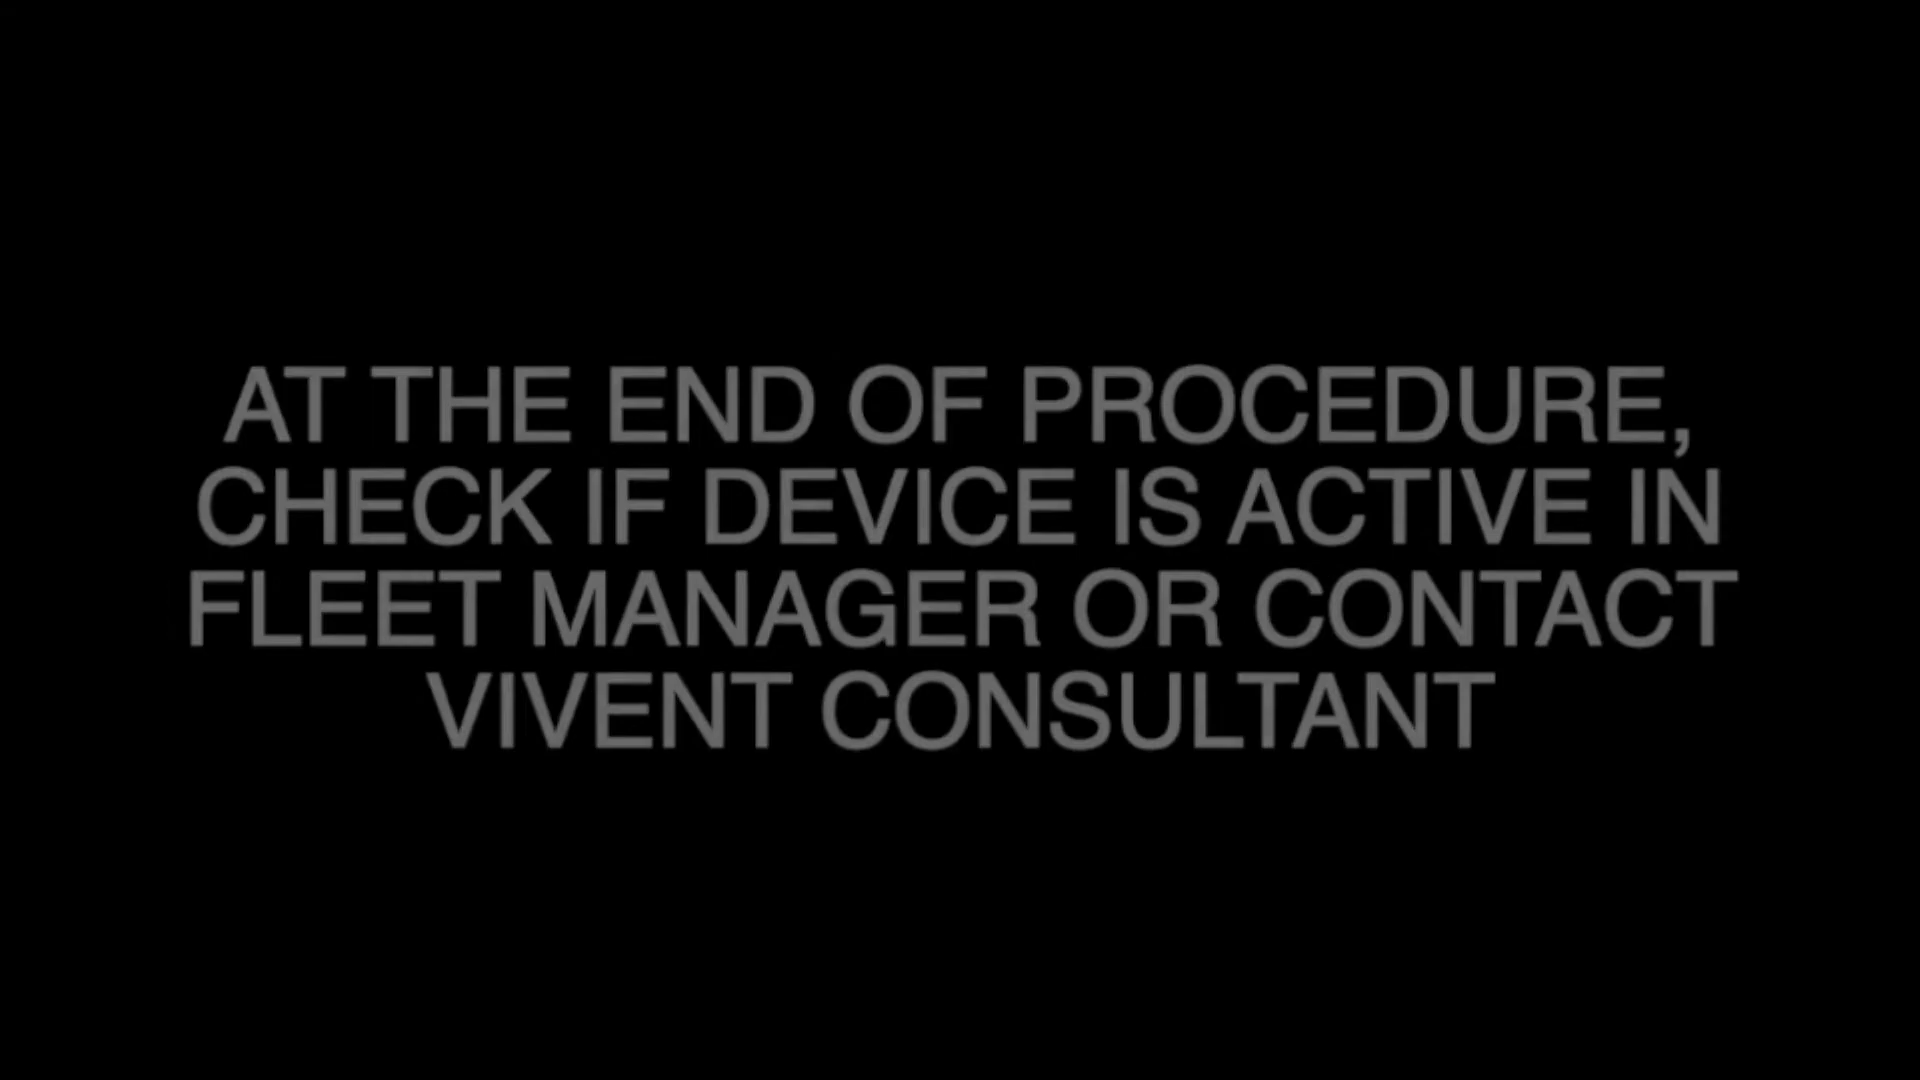 AT THE END OF PROCEDURE,
CHECK IF DEVICE IS ACTIVE IN
FLEET MANAGER OR CONTACT
VIVENT CONSULTANT